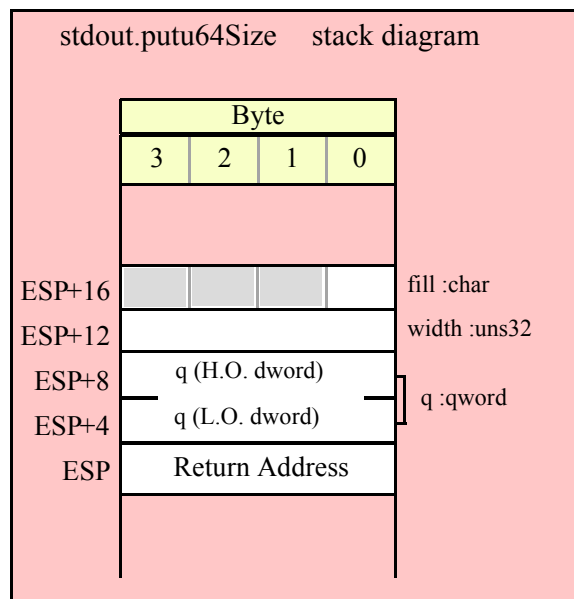 stdout.putu64Size stack diagram
Byte
3 2 1 0
ESP+16 fill :char
ESP+12 width :uns32
ESP+8 q (H.O. dword)
q :qword
ESP+4 q (L.O. dword)
ESP Return Address